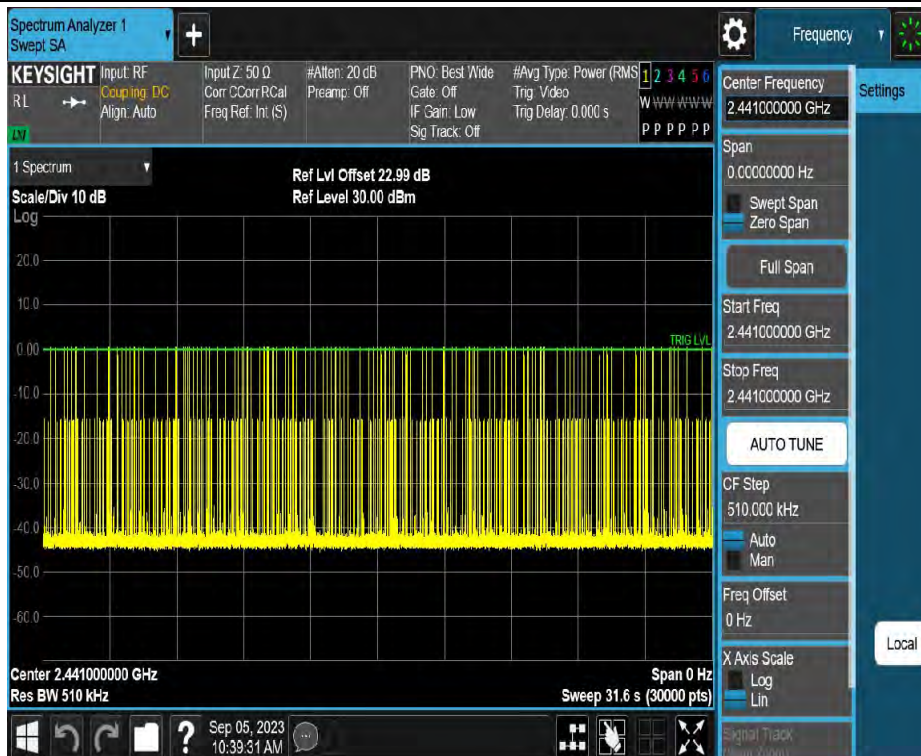 Spectrum Analyzer 1
Swept SA
Frequency
KEYSIGHT
RL
Input: RF
Coupling: DC
Align: Auto
Input Z: 50 Ω
Corr CCorr RCal
Freq Ref: Int (S)
#Atten: 20 dB
Preamp: Off
PNO: Best Wide
Gate: Off
IF Gain: Low
Sig Track: Off
#Avg Type: Power (RMS
Trig: Video
Trig Delay: 0.000 s
1 2 3 4 5 6
W W W W W W
P P P P P P
LXI
1 Spectrum
Scale/Div 10 dB
Log
Ref Lvl Offset 22.99 dB
Ref Level 30.00 dBm
20.0
10.0
0.00
TRIG LVL
-10.0
-20.0
-30.0
-40.0
-50.0
-60.0
Center 2.441000000 GHz
Res BW 510 kHz
Span 0 Hz
Sweep 31.6 s (30000 pts)
Center Frequency
2.441000000 GHz
Settings
Span
0.00000000 Hz
Swept Span
Zero Span
Full Span
Start Freq
2.441000000 GHz
Stop Freq
2.441000000 GHz
AUTO TUNE
CF Step
510.000 kHz
Auto
Man
Freq Offset
0 Hz
Local
X Axis Scale
Log
Lin
Signal Track
?
Sep 05, 2023
10:39:31 AM